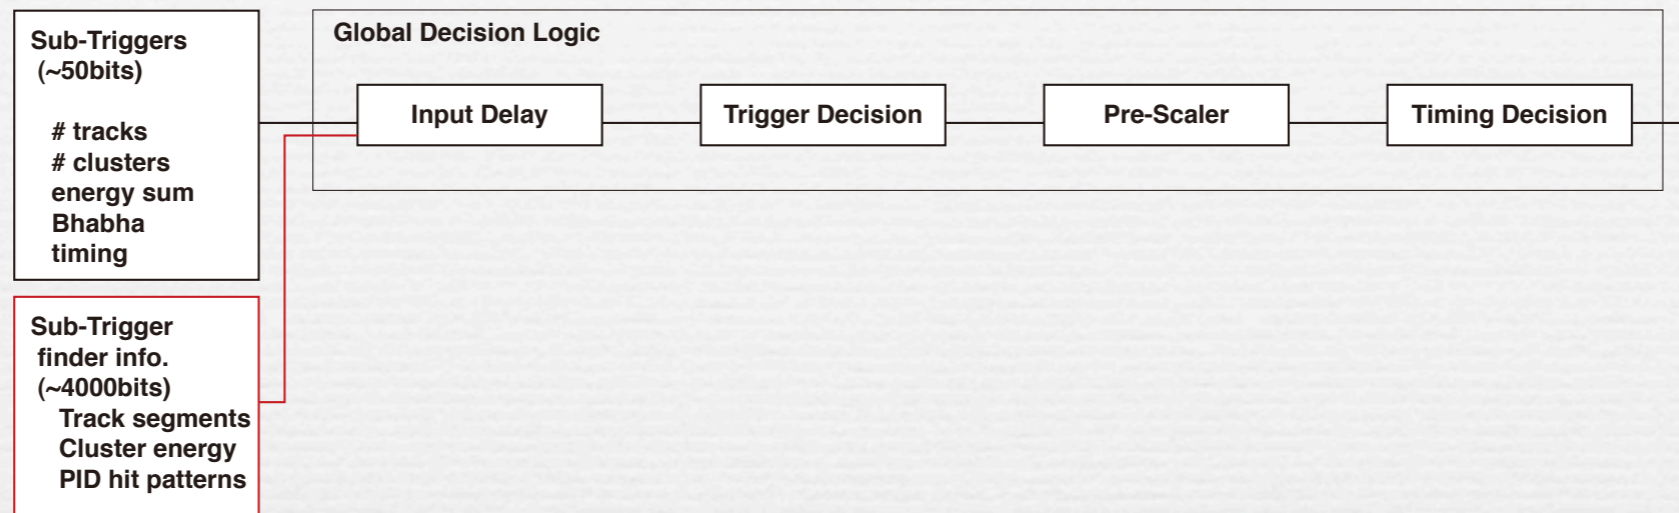 Sub-Triggers
(~50bits)
# tracks
# clusters
energy sum
Bhabha
timing
Global Decision Logic
Input Delay
Trigger Decision
Pre-Scaler
Timing Decision
Sub-Trigger
finder info.
(~4000bits)
Track segments
Cluster energy
PID hit patterns